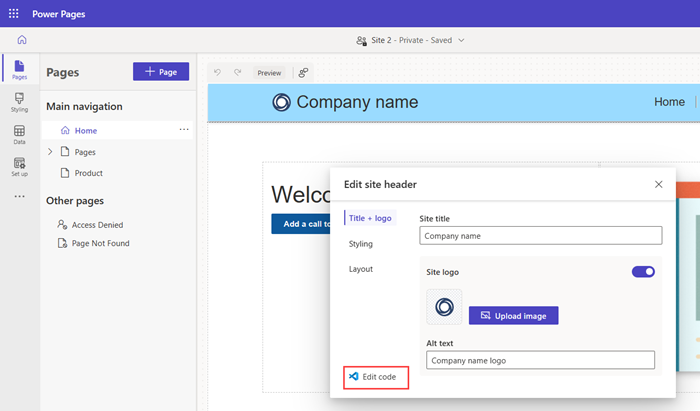 Power Pages
Site 2 - Private - Saved
Pages
Styling
Data
Set up
Pages
+ Page
Main navigation
Home
Pages
Product
Other pages
Access Denied
Page Not Found
Preview
Company name
Home
Welco
Add a call to
Edit site header
Title + logo
Styling
Layout
Edit code
Site title
Company name
Site logo
Upload image
Alt text
Company name logo